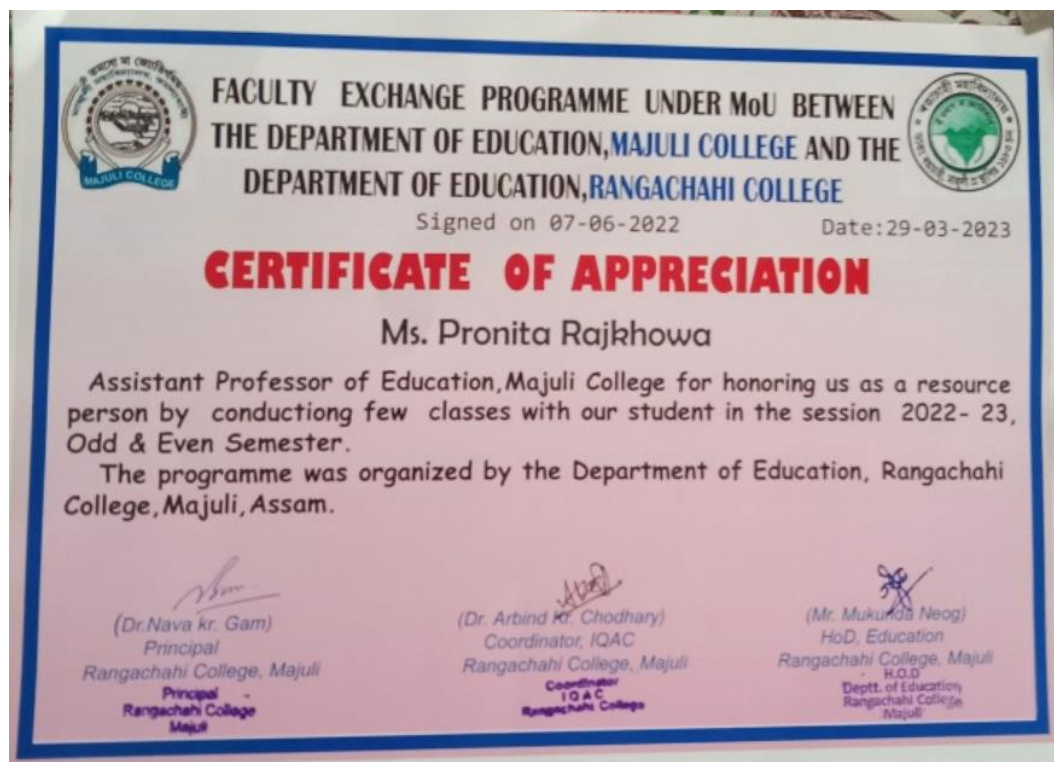 FACULTY EXCHANGE PROGRAMME UNDER MoU BETWEEN
THE DEPARTMENT OF EDUCATION,MAJULI COLLEGE AND THE
DEPARTMENT OF EDUCATION,RANGACHAHI COLLEGE
MAJULI COLLEGE
Signed on 07-06-2022
Date:29-03-2023
CERTIFICATE OF APPRECIATION
Ms. Pronita Rajkhowa
Assistant Professor of Education,Majuli College for honoring us as a resource
person by conductiong few classes with our student in the session 2022- 23,
Odd & Even Semester.
The programme was organized by the Department of Education, Rangachahi
College,Majuli,Assam.
(Dr.Nava kr. Gam)
Principal
Rangachahi College, Majuli
Principal
Rangachahi College
Majuli
(Dr. Arbind Kr. Chodhary)
Coordinator, IQAC
Rangachahi College, Majuli
Coordinator
IQAC
Rangachahi College
(Mr. Mukunda Neog)
HoD, Education
Rangachahi College, Majuli
H.O.D
Deptt. of Education,
Rangachahi College
Majuli